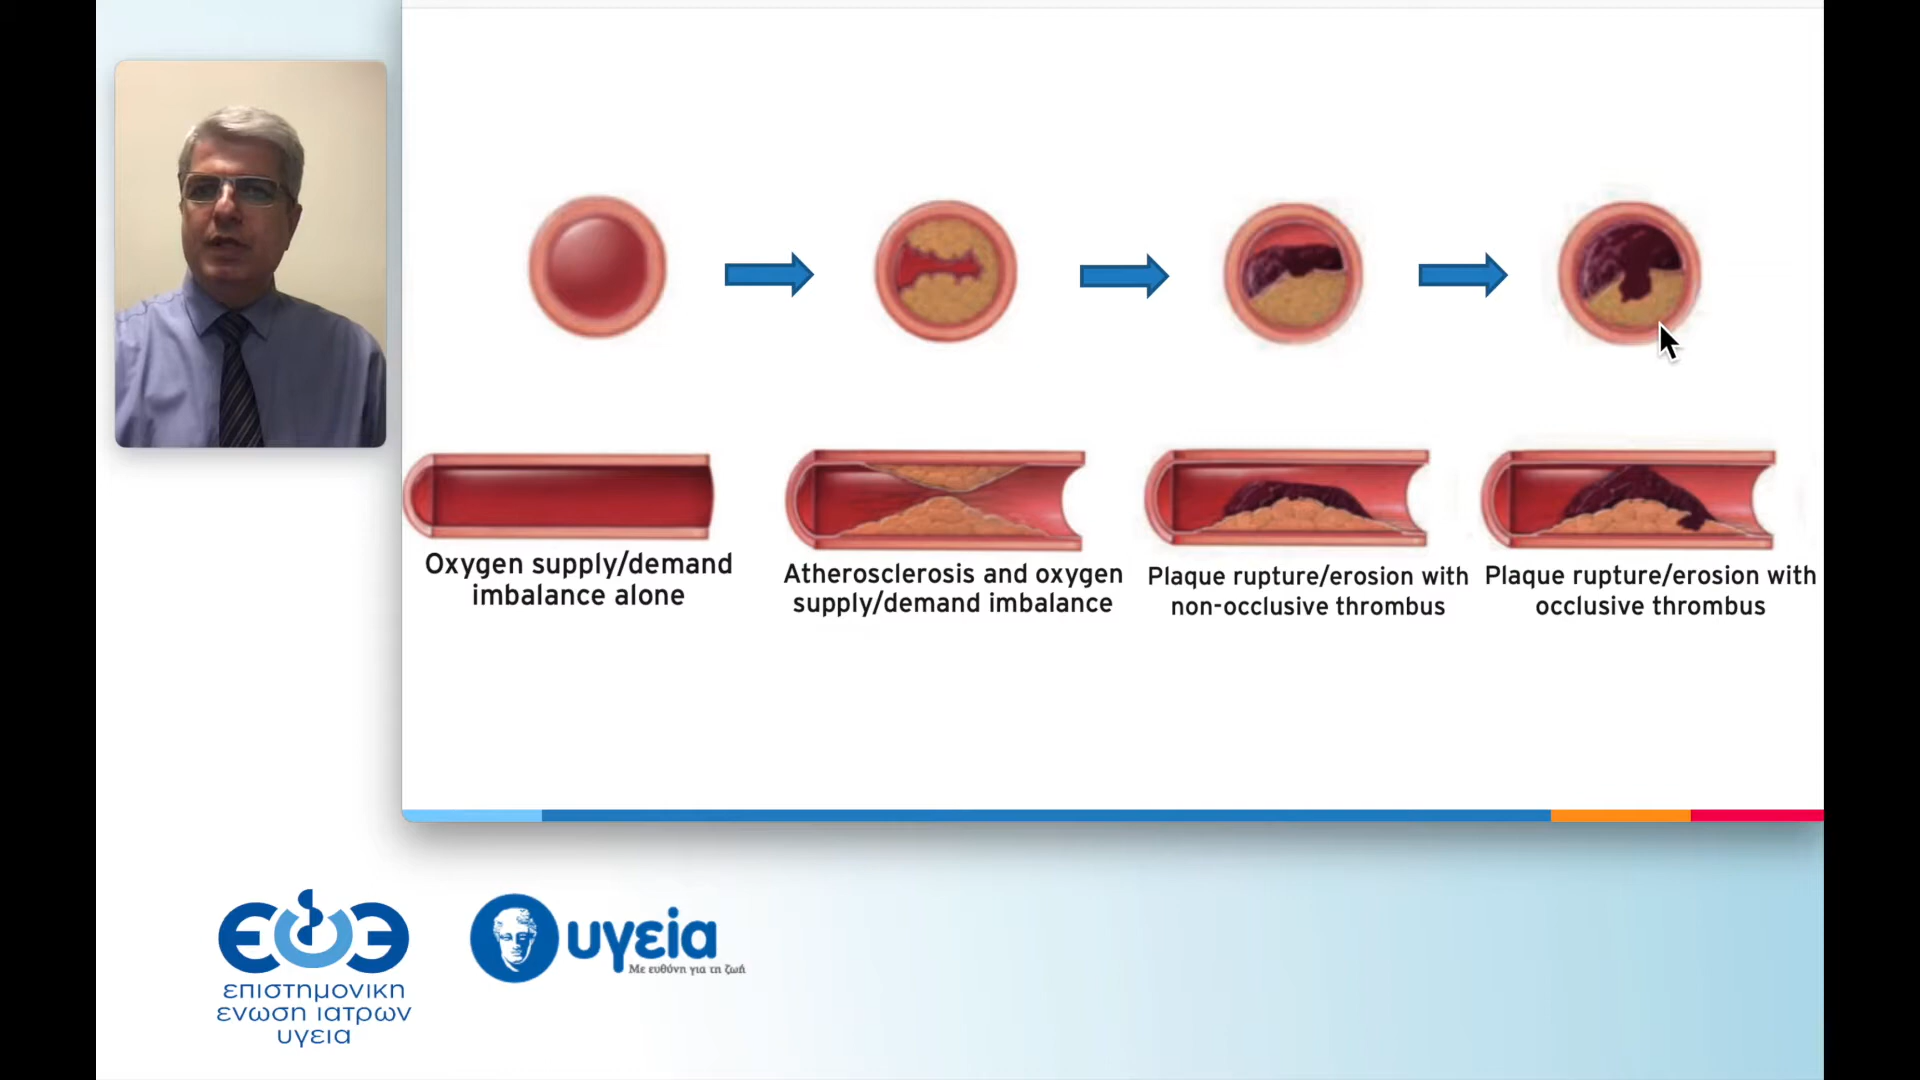 Oxygen supply/demand
imbalance alone
Atherosclerosis and oxygen
supply/demand imbalance
Plaque rupture/erosion with
non-occlusive thrombus
Plaque rupture/erosion with
occlusive thrombus
επιστημονικη
ενωση ιατρων
υγεια
υγεία
Με ευθύνη για τη ζωή